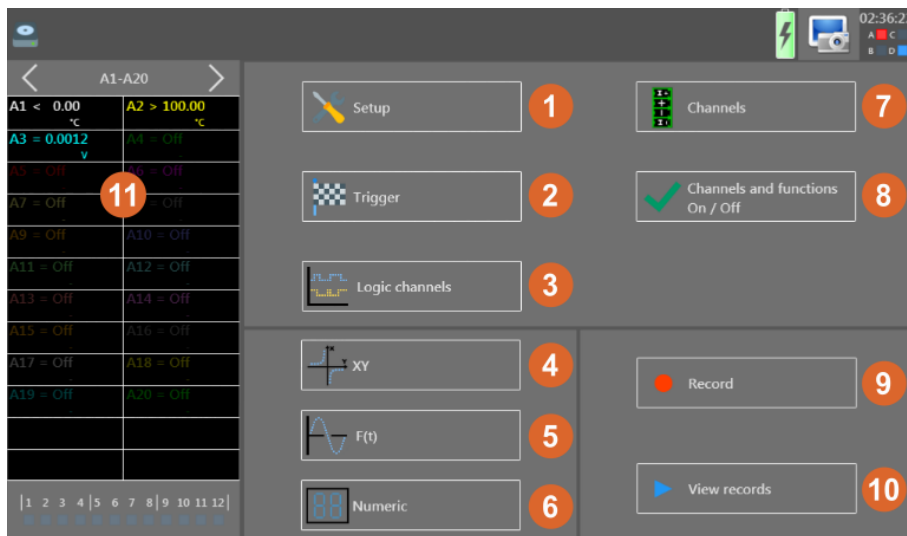 02:36:2
A C
B D
A1-A20
A1 < 0.00
°C
A2 > 100.00
°C
A3 = 0.0012
V
A4 = Off
A5 = Off
A6 = Off
A7 = Off
= Off
A9 = Off
A10 = Off
A11 = Off
A12 = Off
A13 = Off
A14 = Off
A15 = Off
A16 = Off
A17 = Off
A18 = Off
A19 = Off
A20 = Off
11
1 2 3 4 5 6 7 8 9 10 11 12
Setup
1
Trigger
2
Logic channels
3
XY
4
F(t)
5
Numeric
6
Channels
7
Channels and functions
On / Off
8
Record
9
View records
10